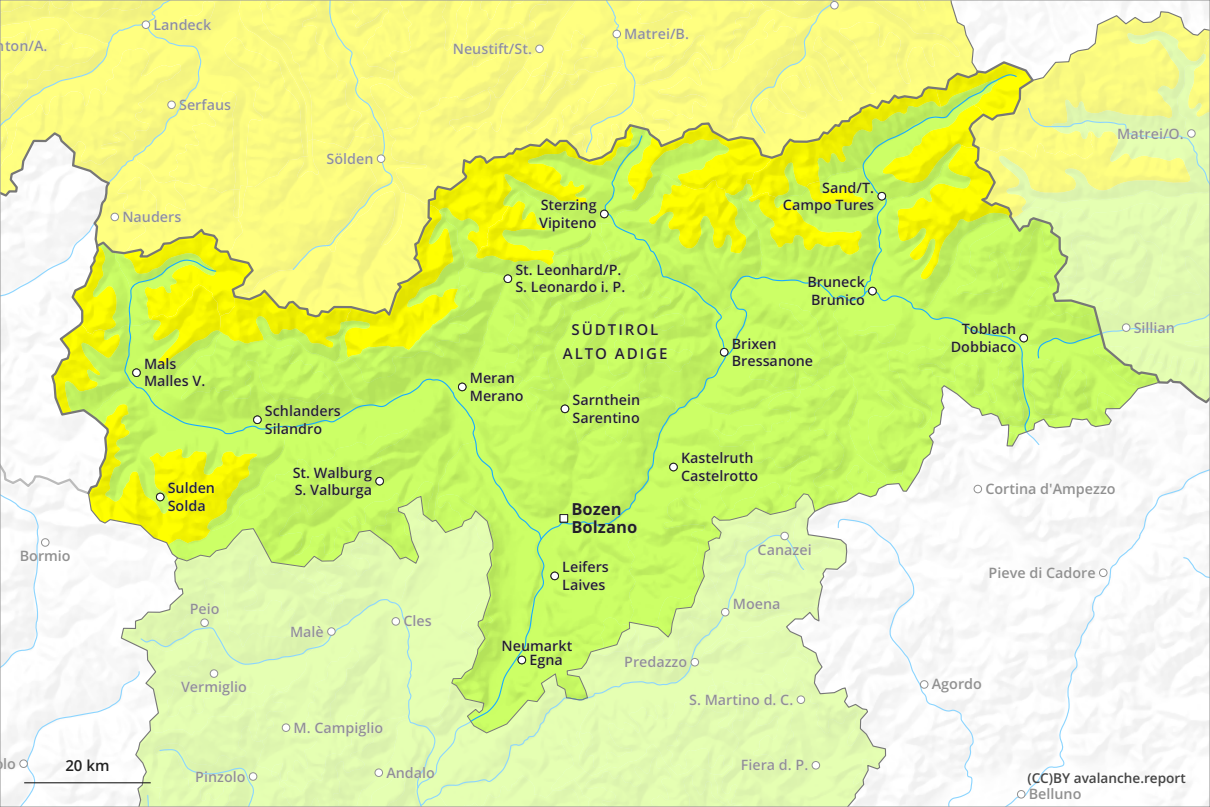 Landeck
nton/A.
Neustift/St.
Matrei/B.
Serfaus
Matrei/O.
Sölden
Nauders
Sand/T.
Campo Tures
Sterzing
Vipiteno
St. Leonhard/P.
S. Leonardo i. P.
Bruneck
Brunico
SÜDTIROL
ALTO ADIGE
Toblach
Dobbiaco
Sillian
Brixen
Bressanone
Mals
Malles V.
Meran
Merano
Schlanders
Silandro
Sarnthein
Sarentino
Kastelruth
Castelrotto
St. Walburg
S. Valburga
Sulden
Solda
Cortina d'Ampezzo
Bozen
Bolzano
Bormio
Canazei
Leifers
Laives
Pieve di Cadore
Peio
Malè
Cles
Moena
Neumarkt
Egna
Predazzo
Vermiglio
Agordo
S. Martino d. C.
M. Campiglio
20 km
olo
Pinzolo
Andalo
Fiera d. P.
(CC)BY avalanche.report
Belluno